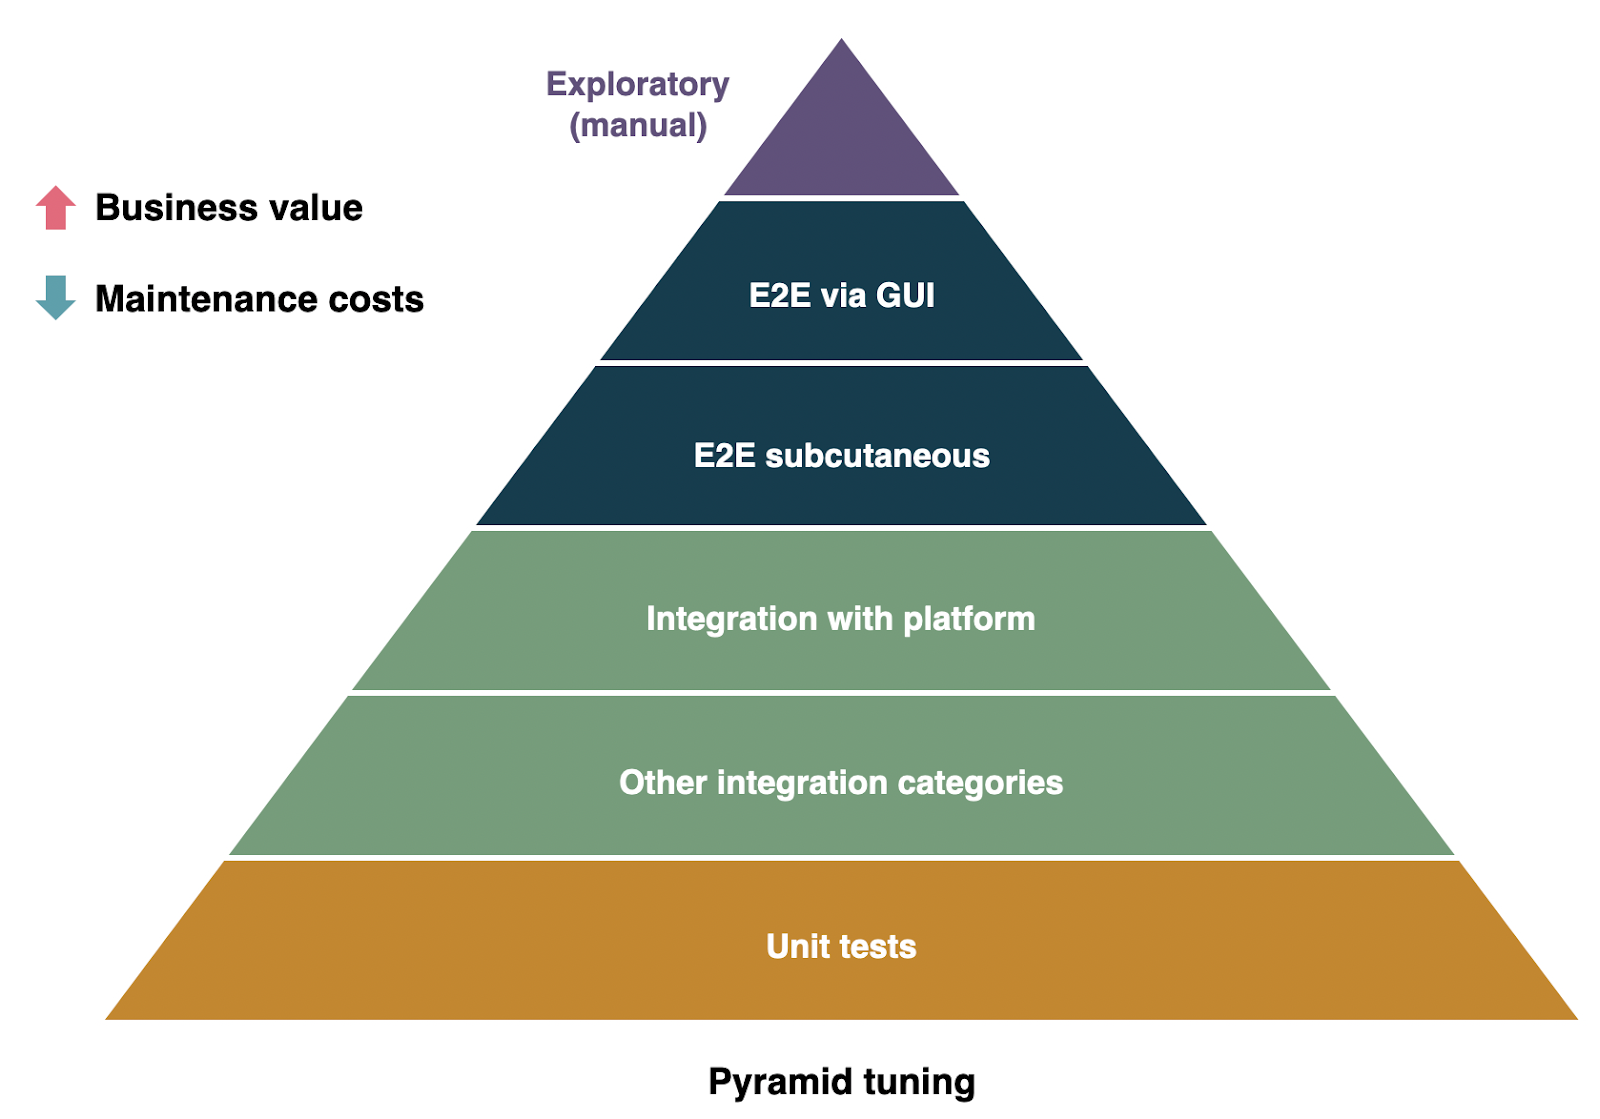 Exploratory
(manual)
Business value
Maintenance costs
E2E via GUI
E2E subcutaneous
Integration with platform
Other integration categories
Unit tests
Pyramid tuning